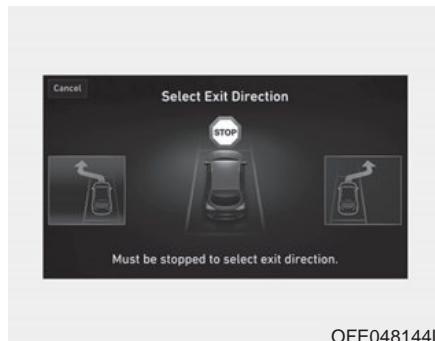 Cancel
Select Exit Direction
STOP
Must be stopped to select exit direction.
OFE048144L